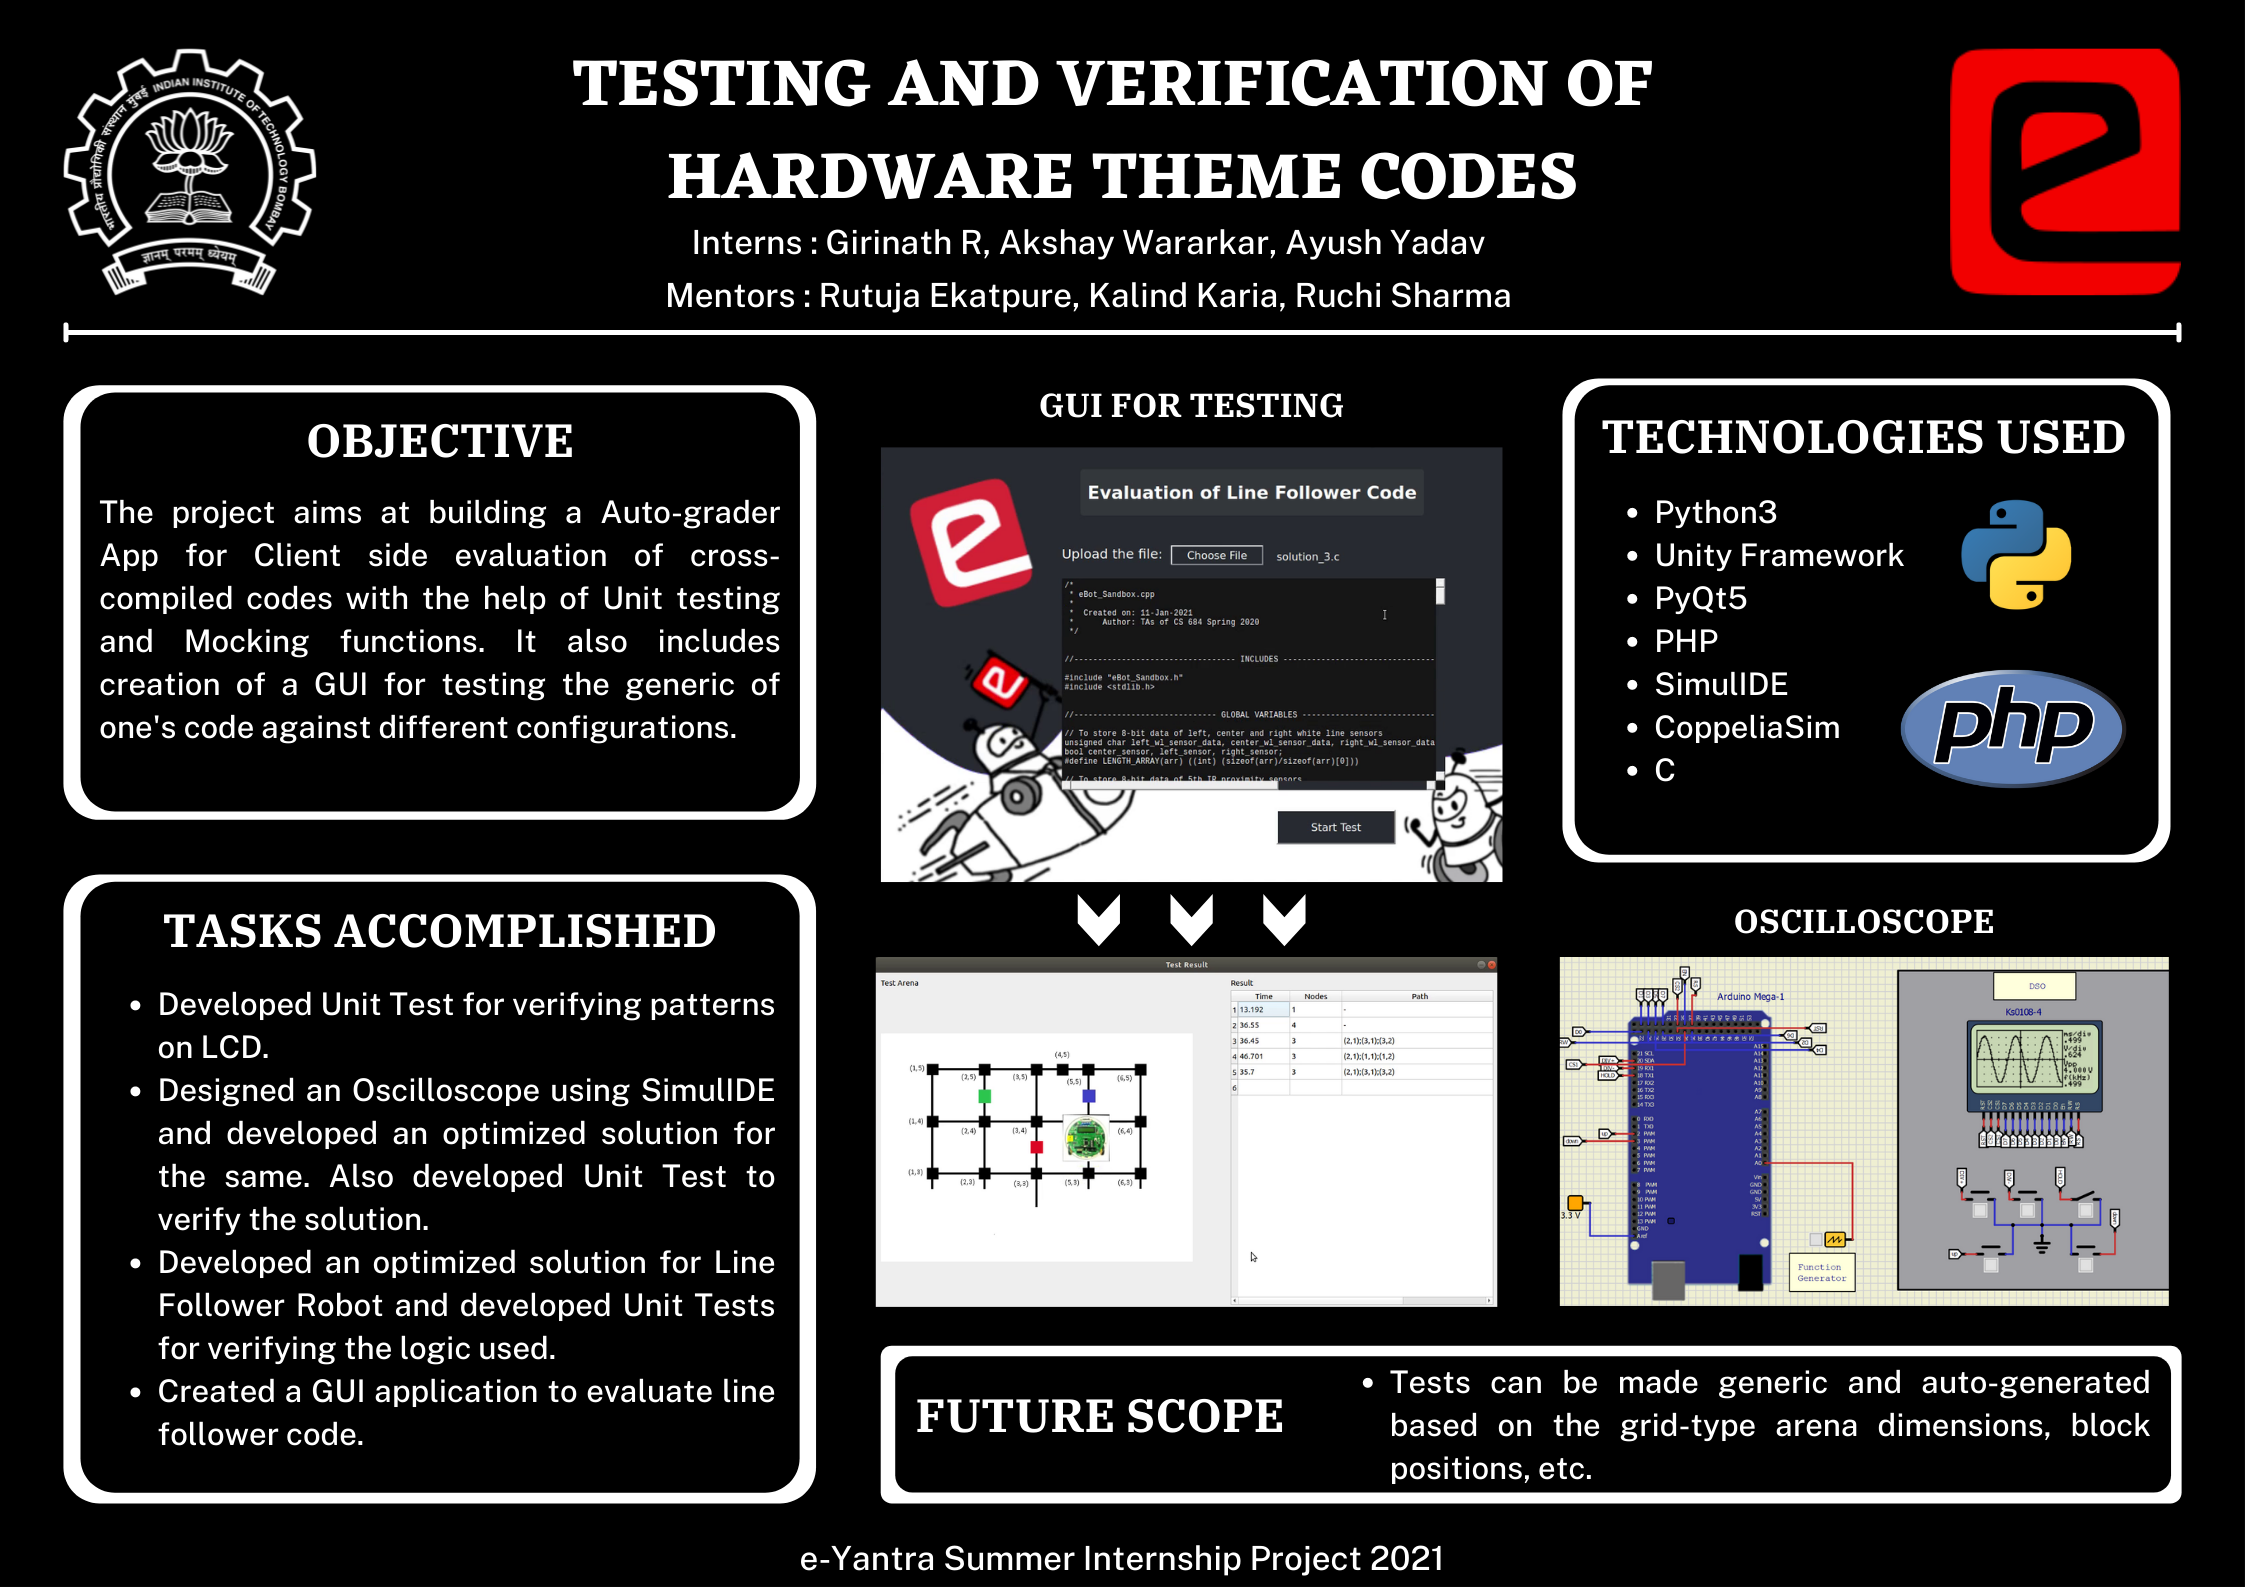 भारतीय प्रौद्योगिकी संस्थान मुंबई INDIAN INSTITUTE OF TECHNOLOGY BOMBAY
ज्ञानम् परमम् ध्येयम्
TESTING AND VERIFICATION OF
HARDWARE THEME CODES
Interns : Girinath R, Akshay Wararkar, Ayush Yadav
Mentors : Rutuja Ekatpure, Kalind Karia, Ruchi Sharma
OBJECTIVE
The project aims at building a Auto-grader
App for Client side evaluation of cross-
compiled codes with the help of Unit testing
and Mocking functions. It also includes
creation of a GUI for testing the generic of
one's code against different configurations.
TASKS ACCOMPLISHED
• Developed Unit Test for verifying patterns
on LCD.
• Designed an Oscilloscope using SimulIDE
and developed an optimized solution for
the same. Also developed Unit Test to
verify the solution.
• Developed an optimized solution for Line
Follower Robot and developed Unit Tests
for verifying the logic used.
• Created a GUI application to evaluate line
follower code.
GUI FOR TESTING
Evaluation of Line Follower Code
Upload the file: Choose File solution_3.c
/*
* eBot_Sandbox.cpp
*
* Created on: 11-Jan-2021
* Author: TAs of CS 684 Spring 2020
*/
//---------------------------------- INCLUDES --------------------------------
#include "eBot_Sandbox.h"
#include <stdlib.h>
//------------------------------ GLOBAL VARIABLES -----------------------------
// To store 8-bit data of left, center and right white line sensors
unsigned char left_wl_sensor_data, center_wl_sensor_data, right_wl_sensor_data
bool center_sensor, left_sensor, right_sensor;
#define LENGTH_ARRAY(arr) ((int) (sizeof(arr)/sizeof(arr)[0]))
// To store 8-bit data of 5th IR proximity sensors
Start Test
Test Result
Test Arena
(4,5)
(1,5) (2,5) (3,5) (5,5) (6,5)
(1,4) (2,4) (3,4) (6,4)
(1,3) (2,3) (3,3) (5,3) (6,3)
Result
Time Nodes Path
1 13.192 1 -
2 36.55 4 -
3 36.45 3 (2,1);(3,1);(3,2)
4 46.701 3 (2,1);(1,1);(1,2)
5 35.7 3 (2,1);(3,1);(3,2)
6
TECHNOLOGIES USED
• Python3
• Unity Framework
• PyQt5
• PHP
• SimulIDE
• CoppeliaSim
• C
php
OSCILLOSCOPE
Arduino Mega-1
DSO
Ks0108-4
ms/div
.499
V/div
.624
Vpp
4.000V
f(kHz)
.499
3.3 V
Function
Generator
FUTURE SCOPE
• Tests can be made generic and auto-generated
based on the grid-type arena dimensions, block
positions, etc.
e-Yantra Summer Internship Project 2021